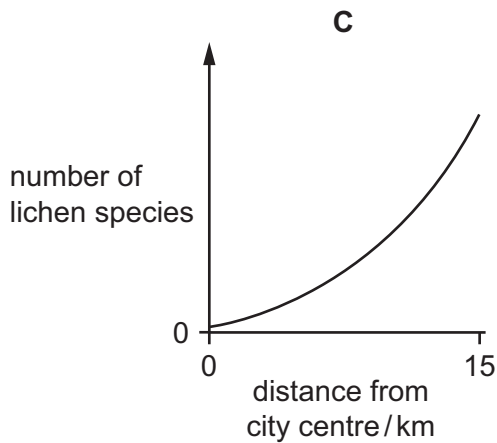 C
number of
lichen species
0
0
15
distance from
city centre / km